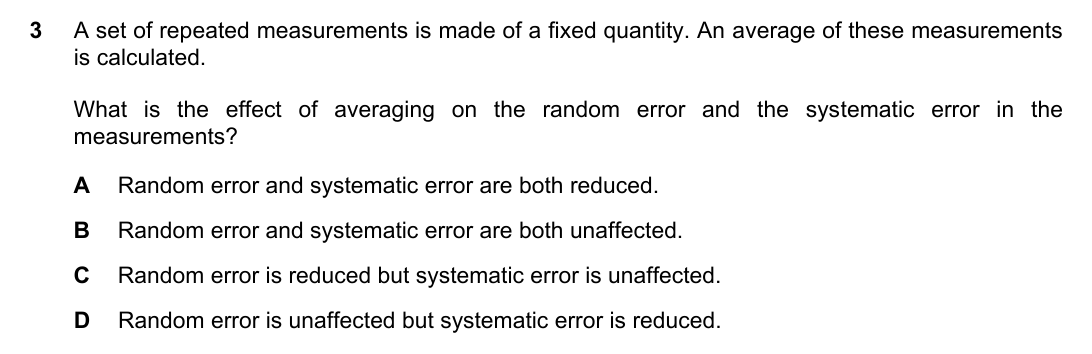 3 A set of repeated measurements is made of a fixed quantity. An average of these measurements
is calculated.
What is the effect of averaging on the random error and the systematic error in the
measurements?
A Random error and systematic error are both reduced.
B Random error and systematic error are both unaffected.
C Random error is reduced but systematic error is unaffected.
D Random error is unaffected but systematic error is reduced.